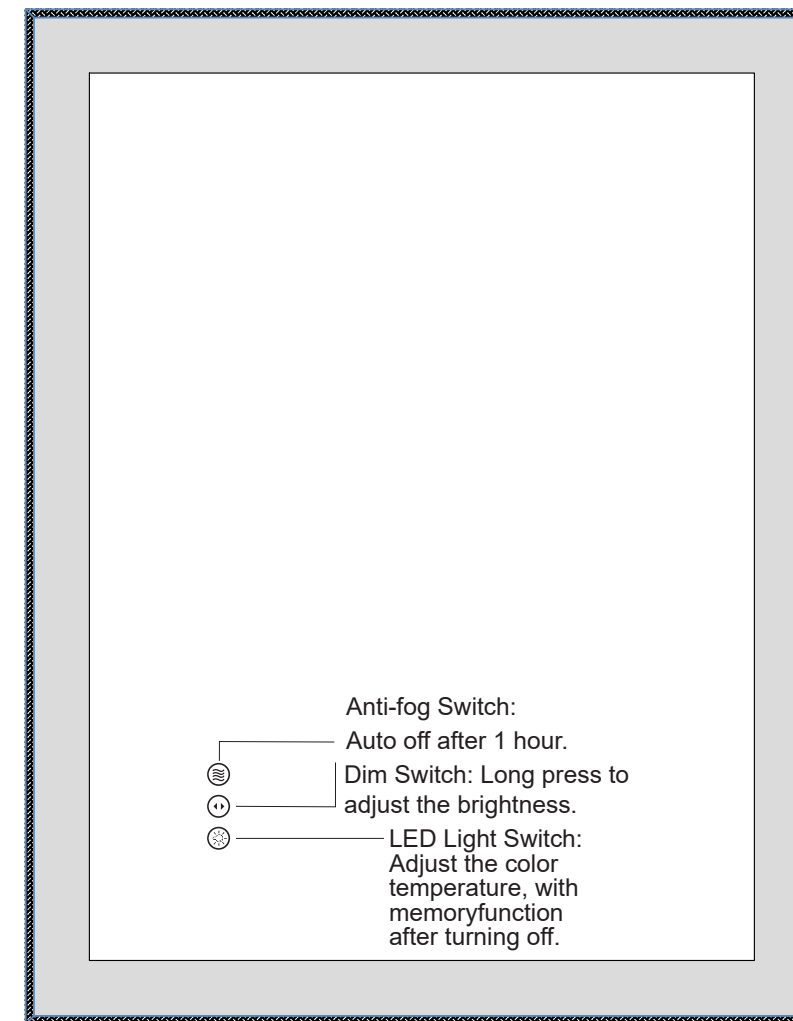 Anti-fog Switch:
Auto off after 1 hour.
Dim Switch: Long press to
adjust the brightness.
LED Light Switch:
Adjust the color
temperature, with
memoryfunction
after turning off.